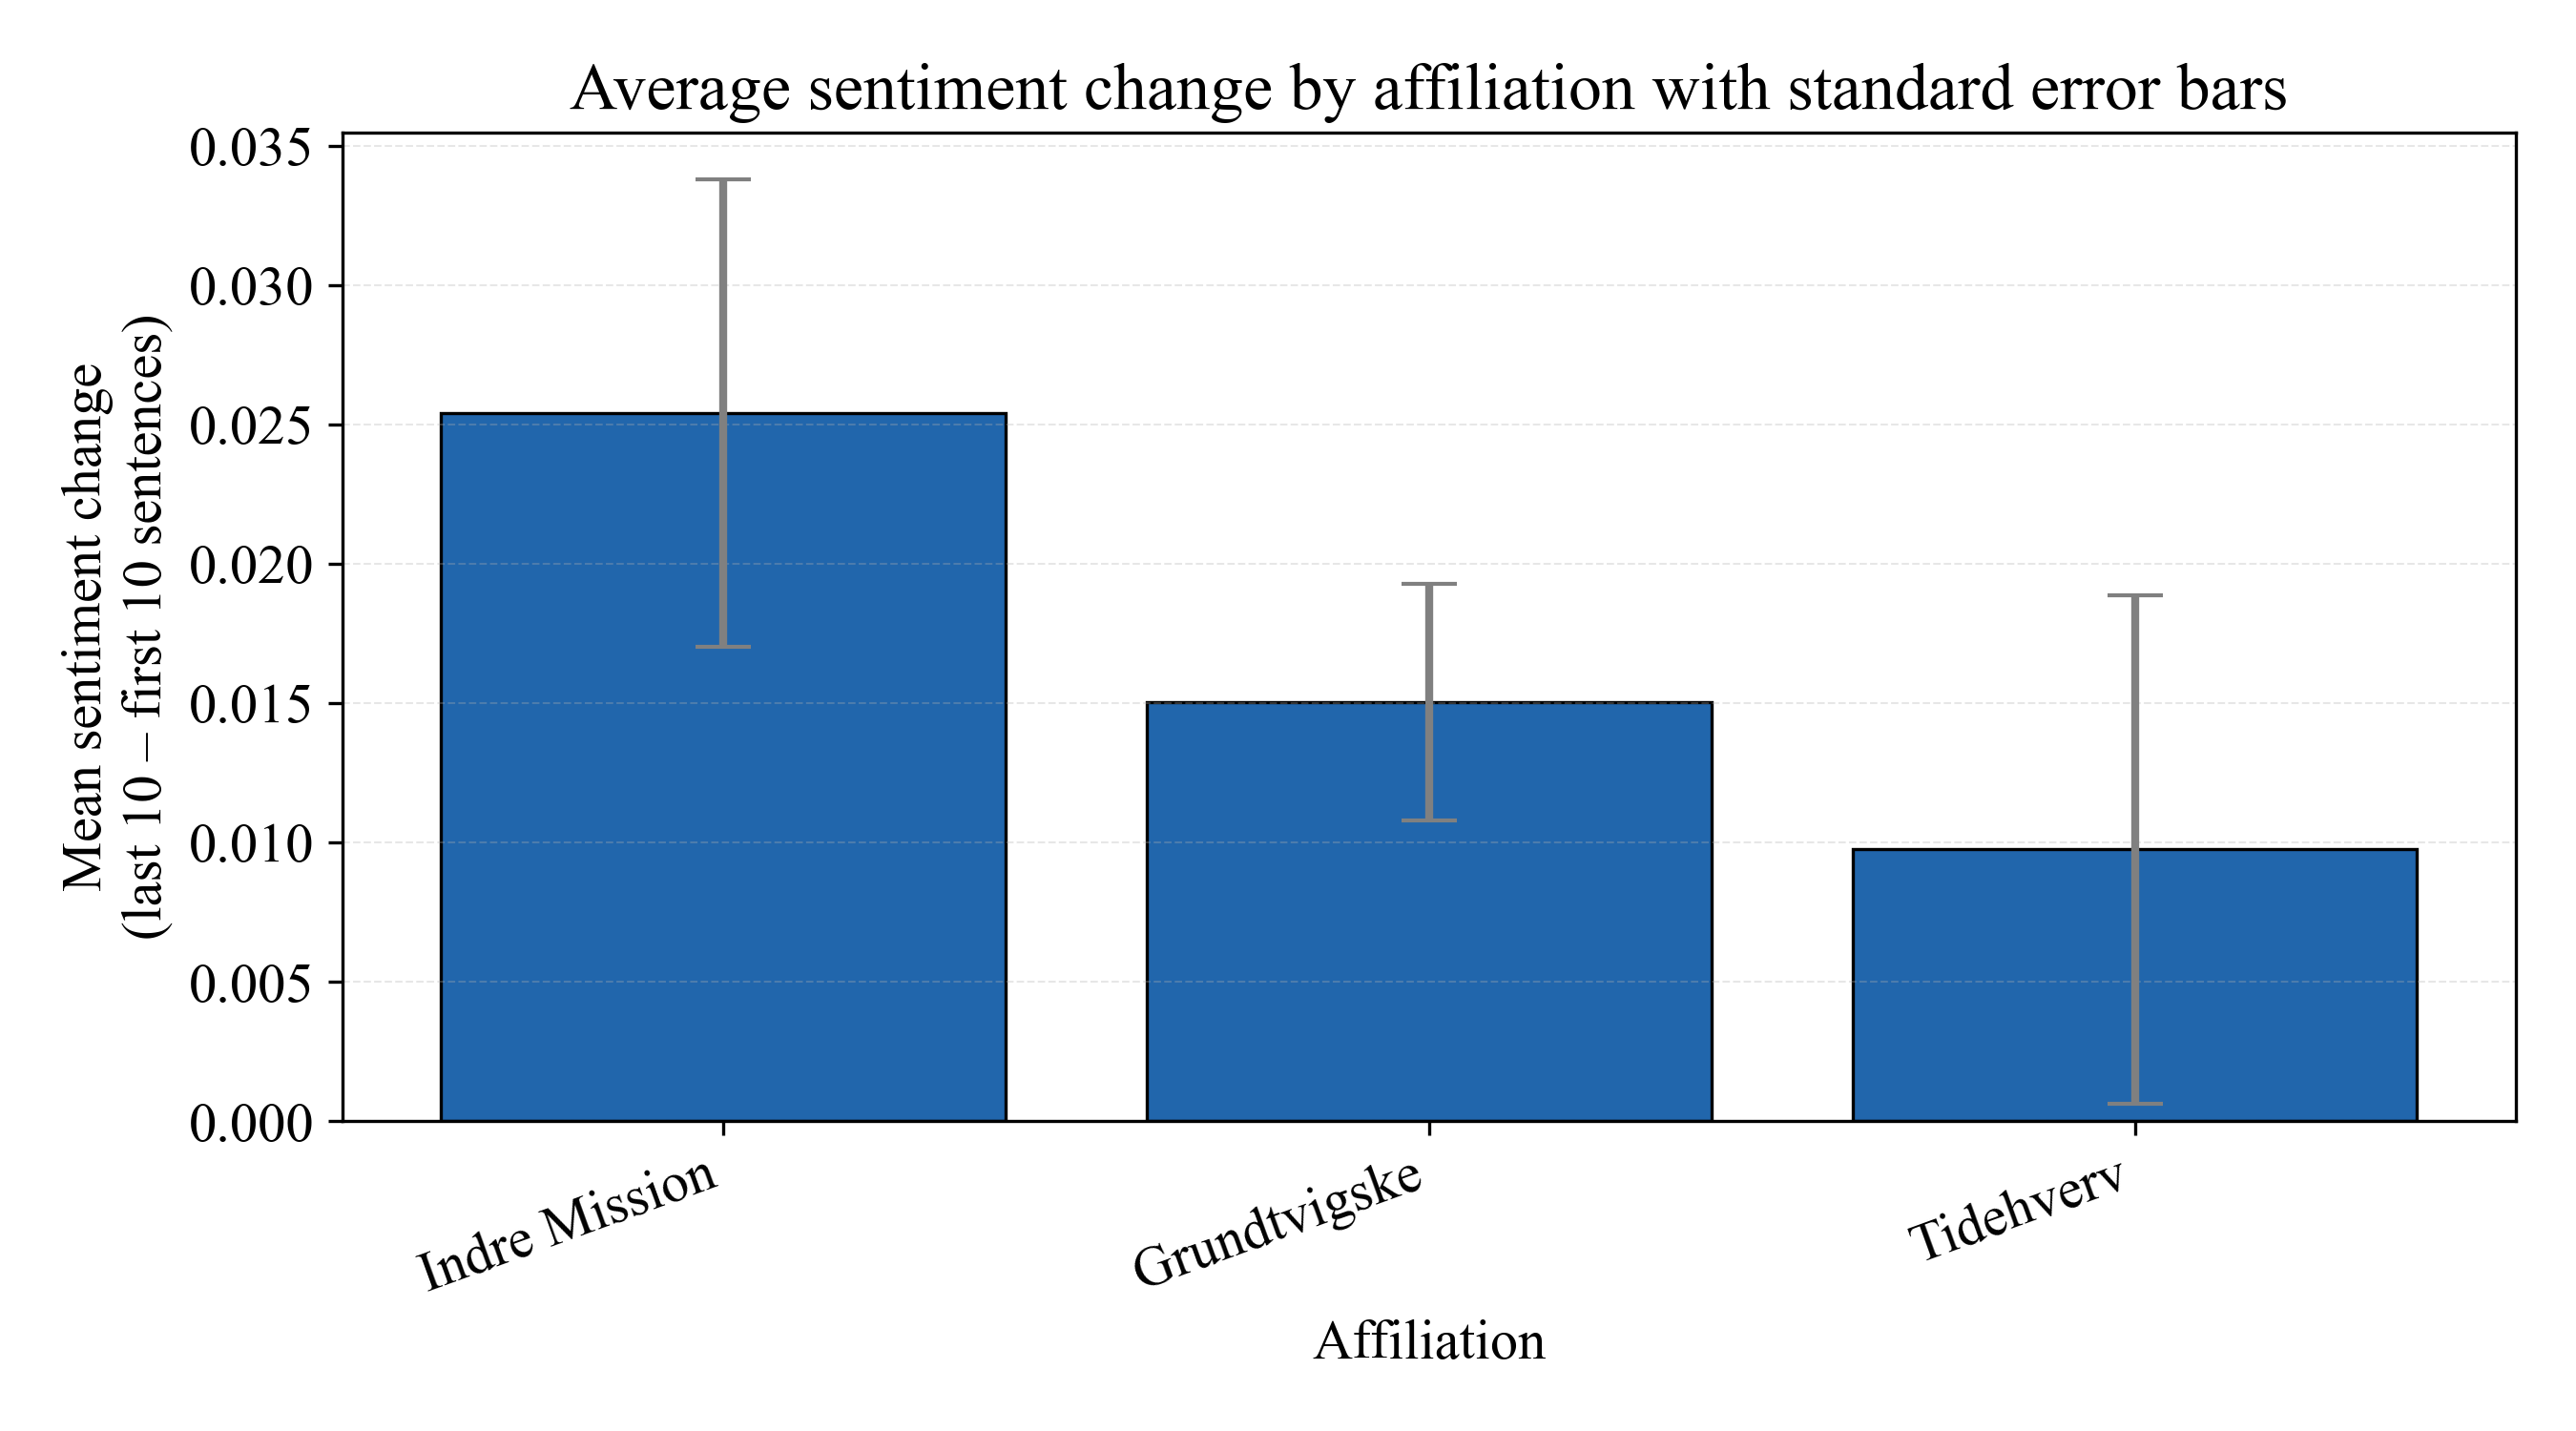 Average sentiment change by affiliation with standard error bars
Mean sentiment change
(last 10 – first 10 sentences)
0.035
0.030
0.025
0.020
0.015
0.010
0.005
0.000
Indre Mission
Grundtvigske
Tidehverv
Affiliation